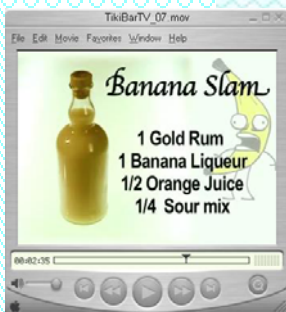 TikiBarTV_07.mov
File Edit Movie Favorites Window Help
Banana Slam
1 Gold Rum
1 Banana Liqueur
1/2 Orange Juice
1/4 Sour mix
00:02:35